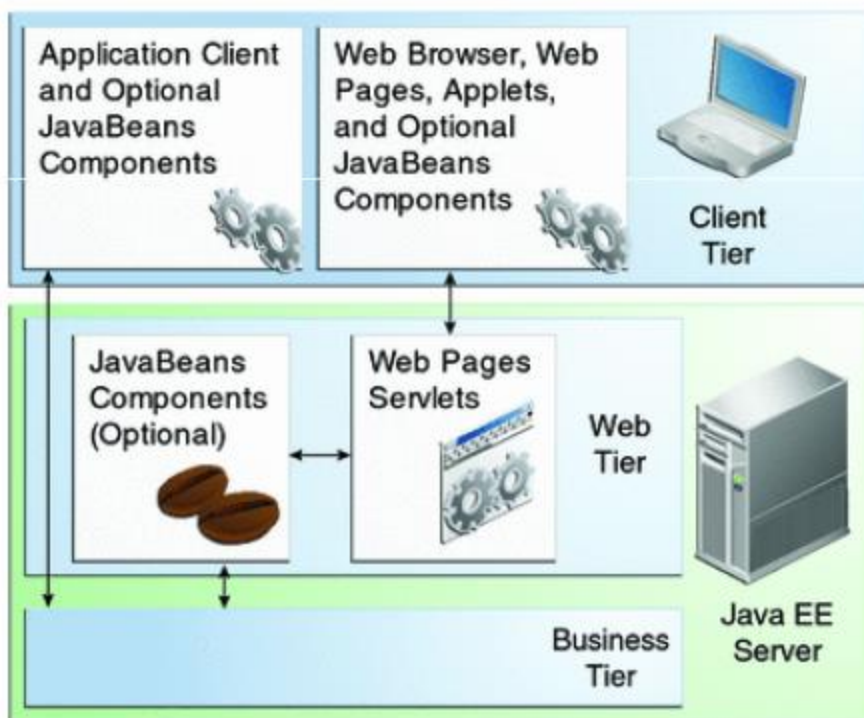 Application Client
and Optional
JavaBeans
Components
Web Browser, Web
Pages, Applets,
and Optional
JavaBeans
Components
Client
Tier
JavaBeans
Components
(Optional)
Web Pages
Servlets
Web
Tier
Business
Tier
Java EE
Server